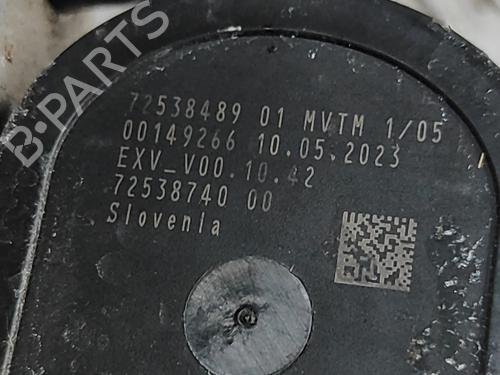 B-PARTS
72538489 01 MVTM 1/05
00149266 10.05.2023
EXV_V00.10.42
72538740 00
Slovenia